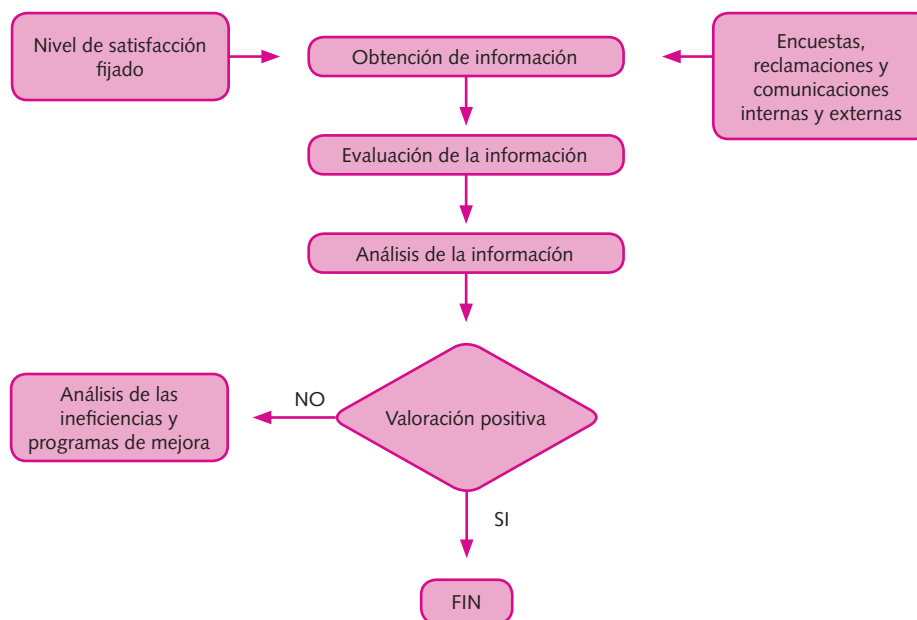 Nivel de satisfacción
fijado
Obtención de información
Encuestas,
reclamaciones y
comunicaciones
internas y externas
Evaluación de la información
Análisis de la información
Valoración positiva
NO
Análisis de las
ineficiencias y
programas de mejora
SI
FIN